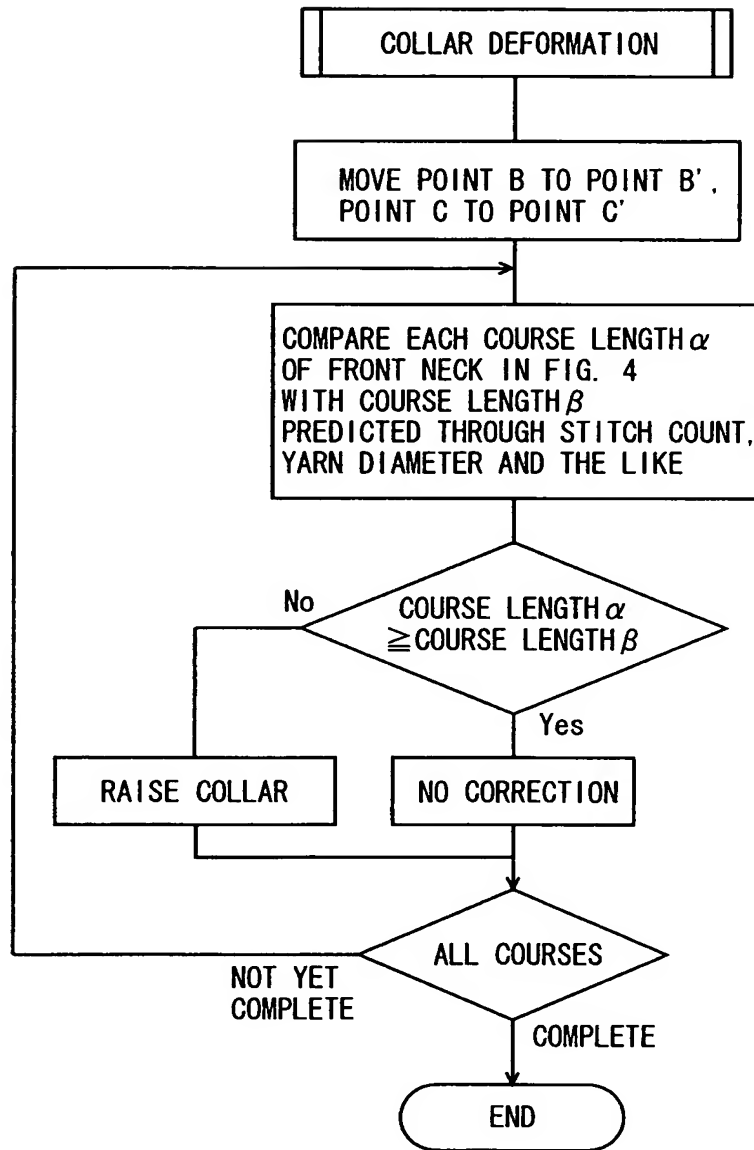 COLLAR DEFORMATION
MOVE POINT B TO POINT B',
POINT C TO POINT C'
COMPARE EACH COURSE LENGTH α
OF FRONT NECK IN FIG. 4
WITH COURSE LENGTH β
PREDICTED THROUGH STITCH COUNT,
YARN DIAMETER AND THE LIKE
No
COURSE LENGTH α
≧COURSE LENGTH β
Yes
RAISE COLLAR
NO CORRECTION
ALL COURSES
NOT YET
COMPLETE
COMPLETE
END